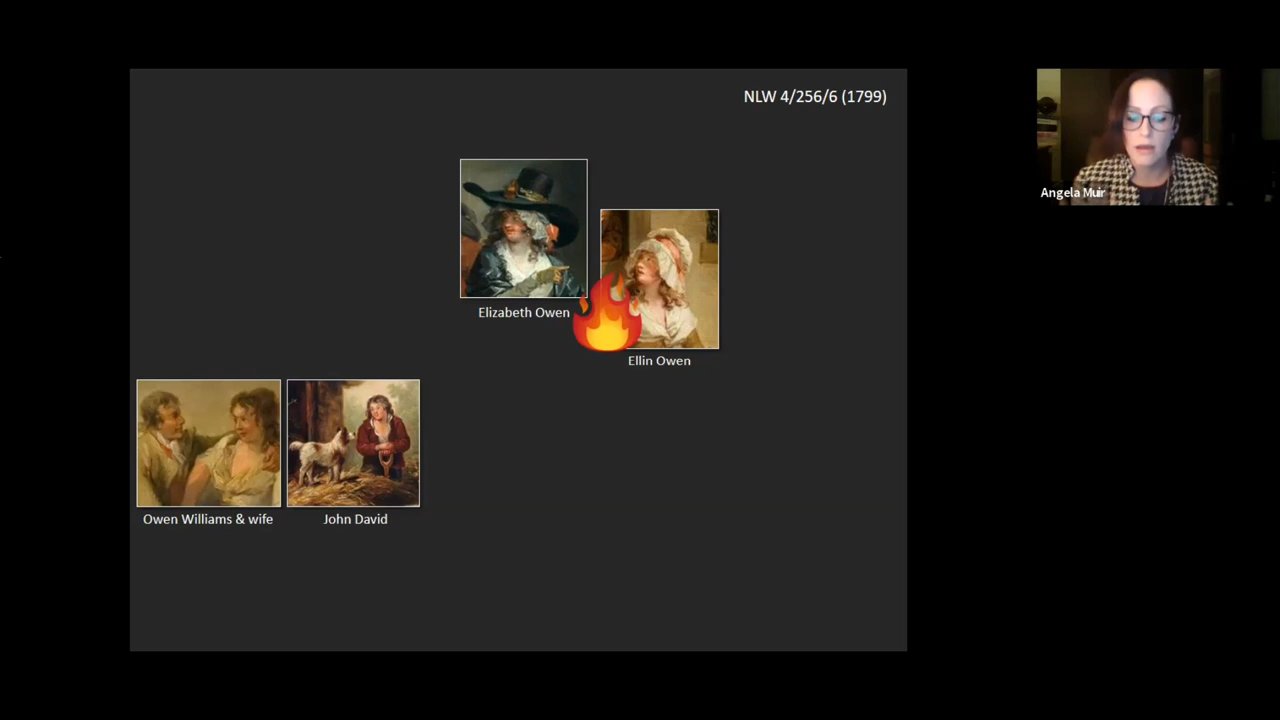 NLW 4/256/6 (1799)
Angela Muir
Elizabeth Owen
Ellin Owen
Owen Williams & wife
John David